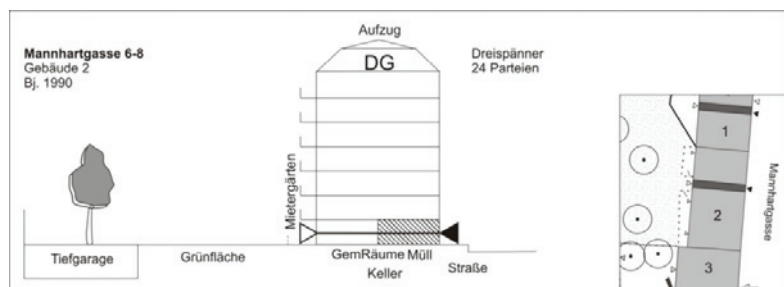 Mannhartgasse 6-8
Gebäude 2
Bj. 1990
Aufzug
DG
Dreispänner
24 Parteien
Mietergärten
Tiefgarage
Grünfläche
GemRäume Müll
Keller
Straße
1
2
3
Mannhartgasse